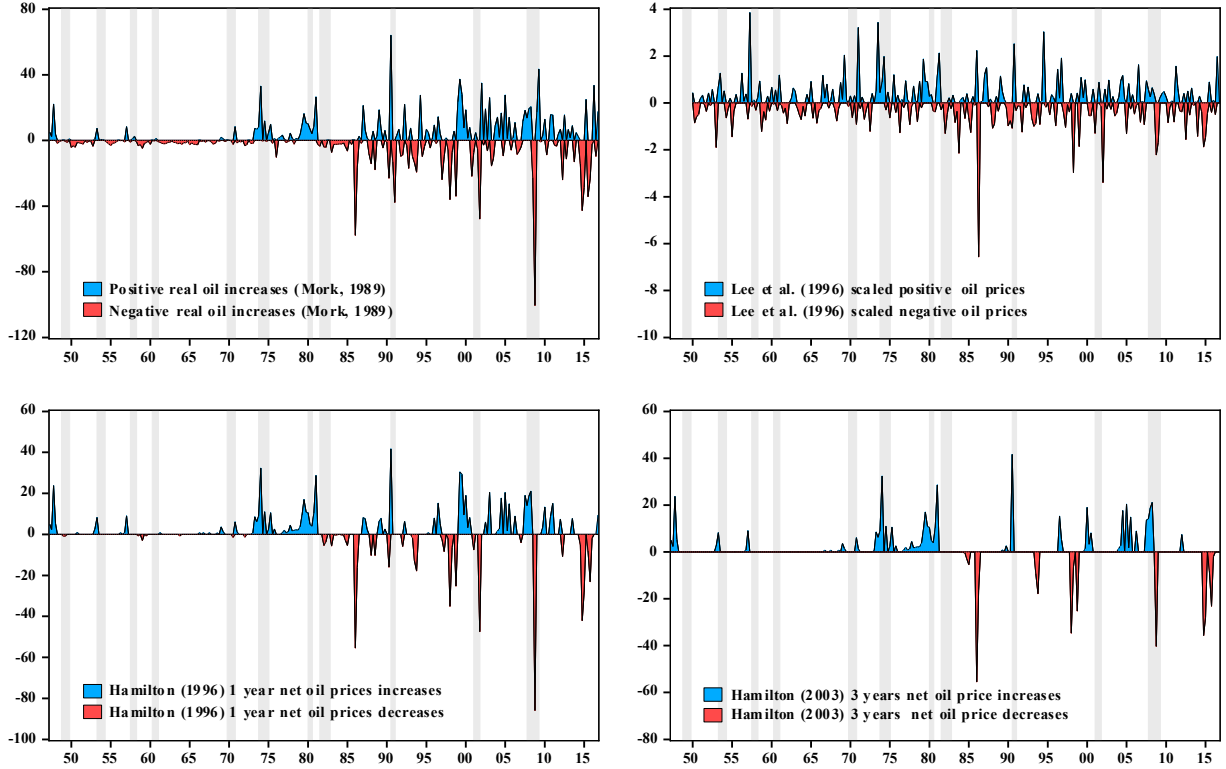 80
40
0
-40
-80
-120
Positive real oil increases (Mork, 1989)
Negative real oil increases (Mork, 1989)
50 55 60 65 70 75 80 85 90 95 00 05 10 15
4
2
0
-2
-4
-6
-8
-10
Lee et al. (1996) scaled positive oil prices
Lee et al. (1996) scaled negative oil prices
50 55 60 65 70 75 80 85 90 95 00 05 10 15
60
40
20
0
-20
-40
-60
-80
-100
Hamilton (1996) 1 year net oil prices increases
Hamilton (1996) 1 year net oil prices decreases
50 55 60 65 70 75 80 85 90 95 00 05 10 15
60
40
20
0
-20
-40
-60
-80
Hamilton (2003) 3 years net oil price increases
Hamilton (2003) 3 years net oil price decreases
50 55 60 65 70 75 80 85 90 95 00 05 10 15